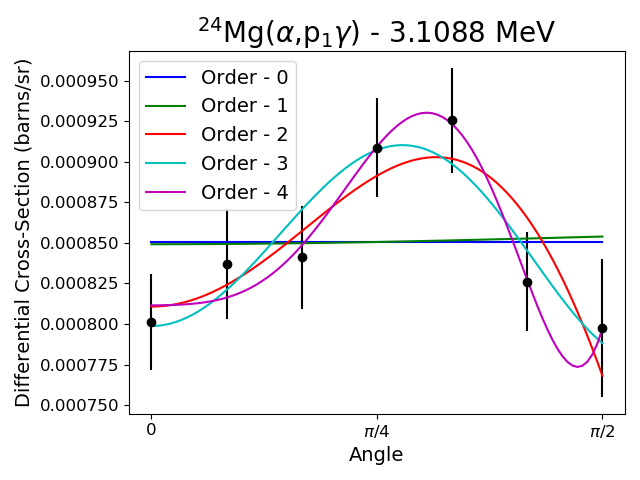 ²⁴Mg(α,p₁γ) - 3.1088 MeV
Differential Cross-Section (barns/sr)
0.000950
0.000925
0.000900
0.000875
0.000850
0.000825
0.000800
0.000775
0.000750
Order - 0
Order - 1
Order - 2
Order - 3
Order - 4
0
π/4
π/2
Angle